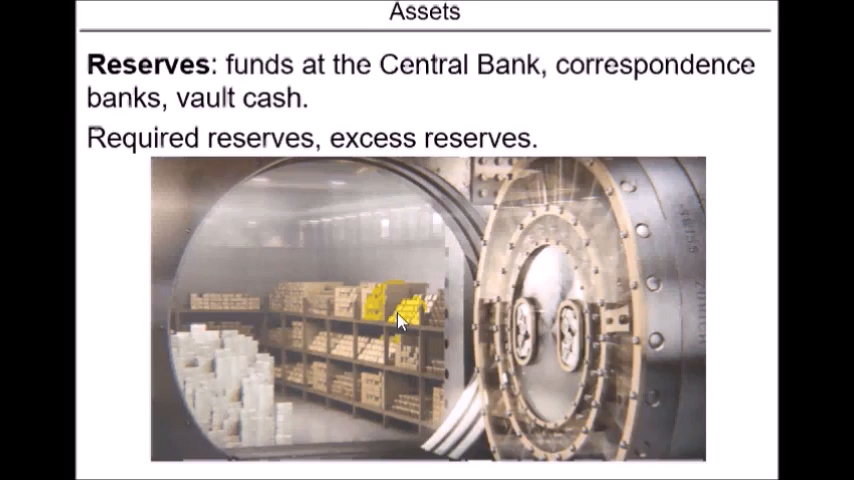 Assets
Reserves: funds at the Central Bank, correspondence
banks, vault cash.
Required reserves, excess reserves.